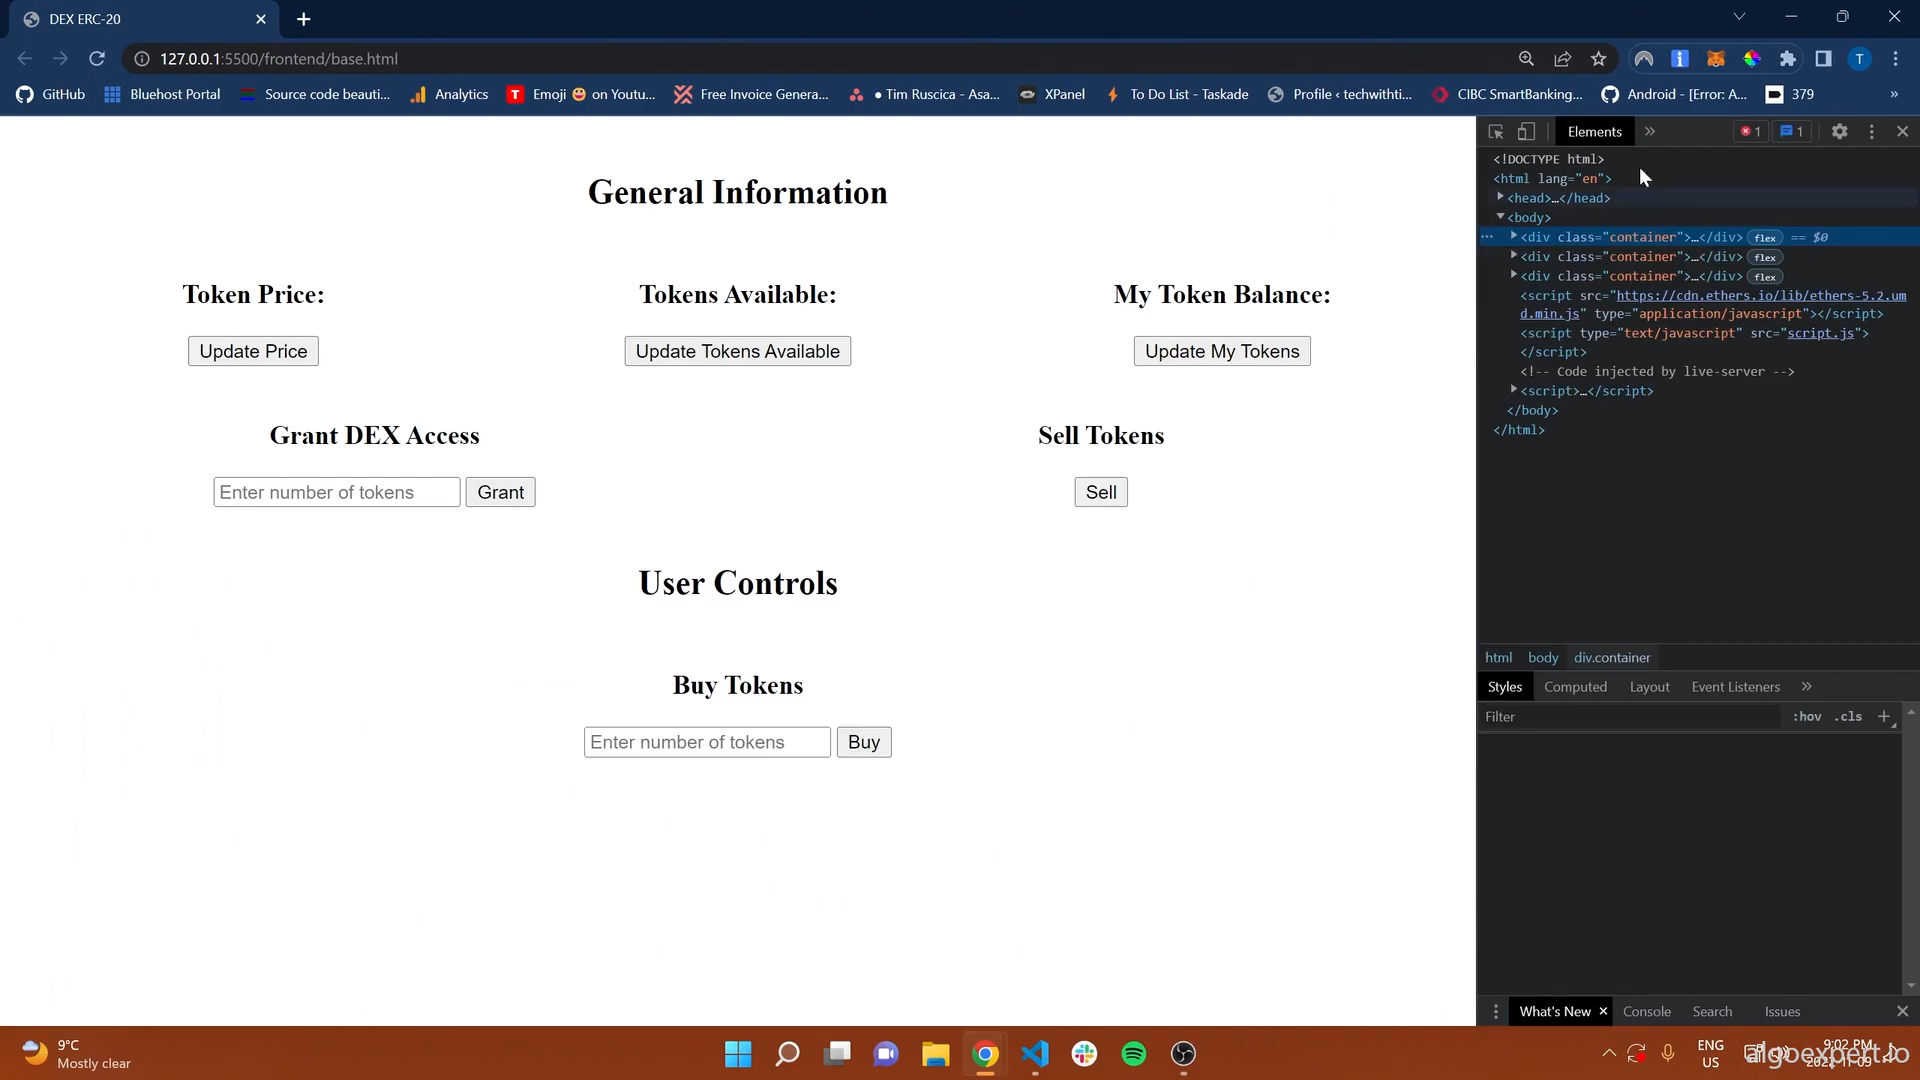 DEX ERC-20
127.0.0.1:5500/frontend/base.html
T
GitHub
Bluehost Portal
Source code beauti...
Analytics
T
Emoji 😀 on Youtu...
Free Invoice Genera...
• Tim Ruscica - Asa...
XPanel
To Do List - Taskade
Profile ‹ techwithti...
CIBC SmartBanking...
Android - [Error: A...
379
»
General Information
Token Price:
Tokens Available:
My Token Balance:
Update Price
Update Tokens Available
Update My Tokens
Grant DEX Access
Sell Tokens
Enter number of tokens
Grant
Sell
User Controls
Buy Tokens
Enter number of tokens
Buy
Elements
»
1
1
<!DOCTYPE html>
<html lang="en">
<head>…</head>
<body>
<div class="container">…</div> flex == $0
<div class="container">…</div> flex
<div class="container">…</div> flex
<script src="https://cdn.ethers.io/lib/ethers-5.2.um
d.min.js" type="application/javascript"></script>
<script type="text/javascript" src="script.js">
</script>
<!-- Code injected by live-server -->
<script>…</script>
</body>
</html>
html body div.container
Styles Computed Layout Event Listeners »
Filter
:hov .cls +
What's New
Console
Search
Issues
9°C
Mostly clear
ENG
US
9:02 PM
2022-11-09
algoexpert.io